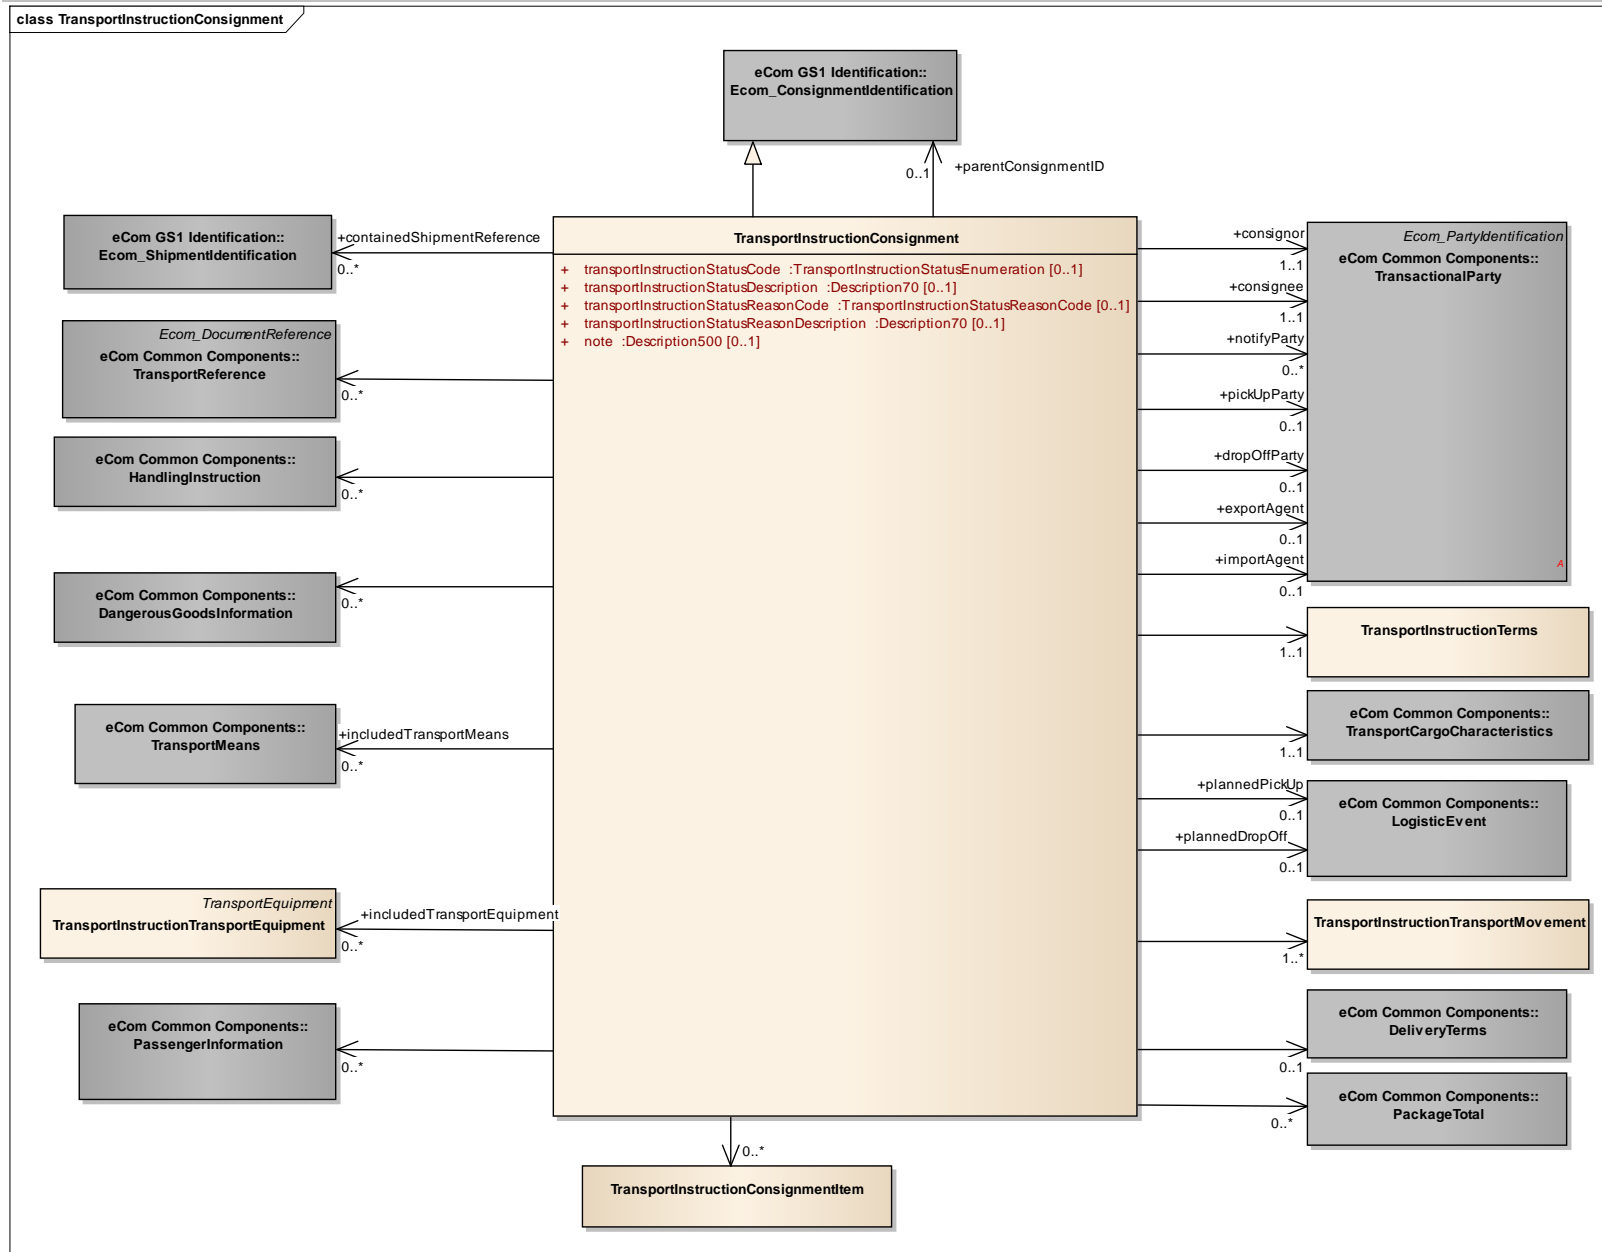 class TransportInstructionConsignment
eCom GS1 Identification::
Ecom_ConsignmentIdentification
0..1
+parentConsignmentID
eCom GS1 Identification::
Ecom_ShipmentIdentification
+containedShipmentReference
0..*
Ecom_DocumentReference
eCom Common Components::
TransportReference
0..*
eCom Common Components::
HandlingInstruction
0..*
eCom Common Components::
DangerousGoodsInformation
0..*
eCom Common Components::
TransportMeans
+includedTransportMeans
0..*
TransportEquipment
TransportInstructionTransportEquipment
+includedTransportEquipment
0..*
eCom Common Components::
PassengerInformation
0..*
TransportInstructionConsignment
+ transportInstructionStatusCode :TransportInstructionStatusEnumeration [0..1]
+ transportInstructionStatusDescription :Description70 [0..1]
+ transportInstructionStatusReasonCode :TransportInstructionStatusReasonCode [0..1]
+ transportInstructionStatusReasonDescription :Description70 [0..1]
+ note :Description500 [0..1]
+consignor
1..1
+consignee
1..1
+notifyParty
0..*
+pickUpParty
0..1
+dropOffParty
0..1
+exportAgent
0..1
+importAgent
0..1
Ecom_PartyIdentification
eCom Common Components::
TransactionalParty
A
TransportInstructionTerms
1..1
eCom Common Components::
TransportCargoCharacteristics
1..1
+plannedPickUp
0..1
+plannedDropOff
0..1
eCom Common Components::
LogisticEvent
TransportInstructionTransportMovement
1..*
eCom Common Components::
DeliveryTerms
0..1
eCom Common Components::
PackageTotal
0..*
0..*
TransportInstructionConsignmentItem